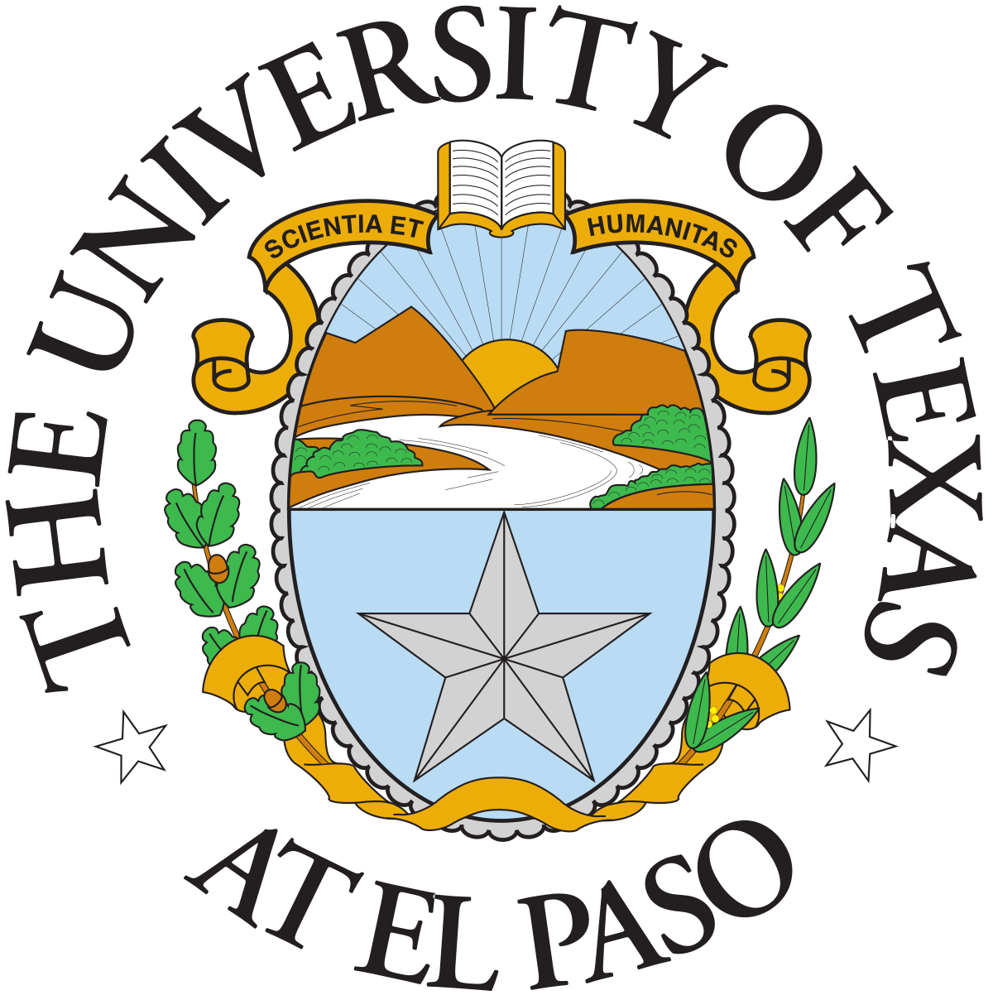 THE UNIVERSITY OF TEXAS
SCIENTIA ET HUMANITAS
AT EL PASO